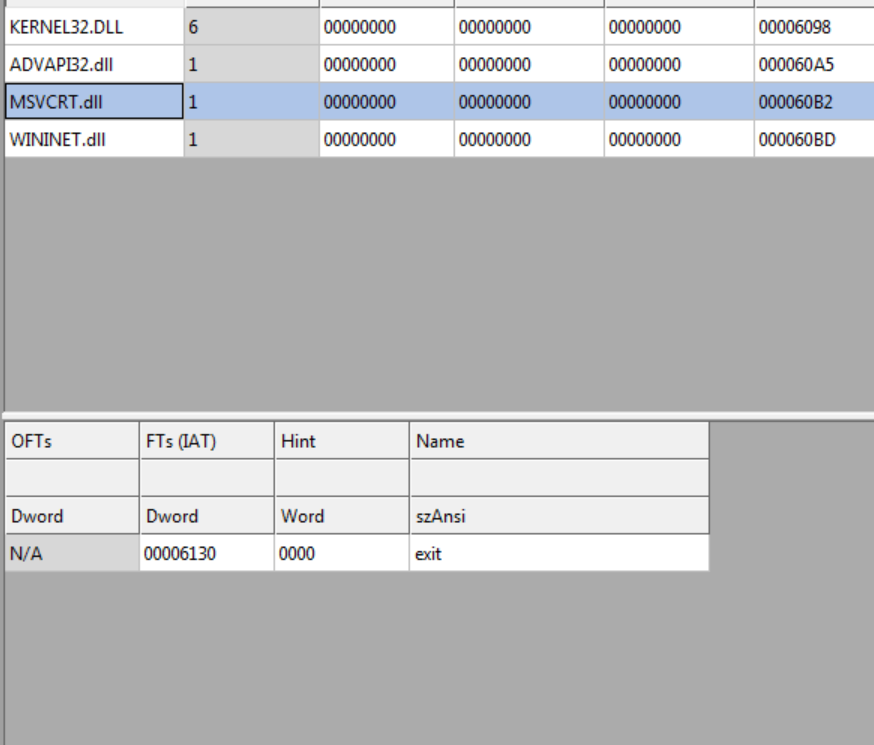 KERNEL32.DLL 6 00000000 00000000 00000000 00006098
ADVAPI32.dll 1 00000000 00000000 00000000 000060A5
MSVCRT.dll 1 00000000 00000000 00000000 000060B2
WININET.dll 1 00000000 00000000 00000000 000060BD
OFTs FTs (IAT) Hint Name
Dword Dword Word szAnsi
N/A 00006130 0000 exit